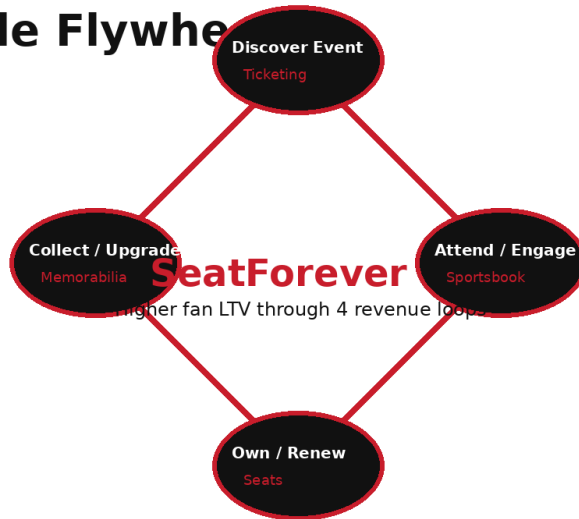 le Flywhe
Discover Event
Ticketing
Collect / Upgrade
Memorabilia
Attend / Engage
Sportsbook
SeatForever
Higher fan LTV through 4 revenue loops
Own / Renew
Seats